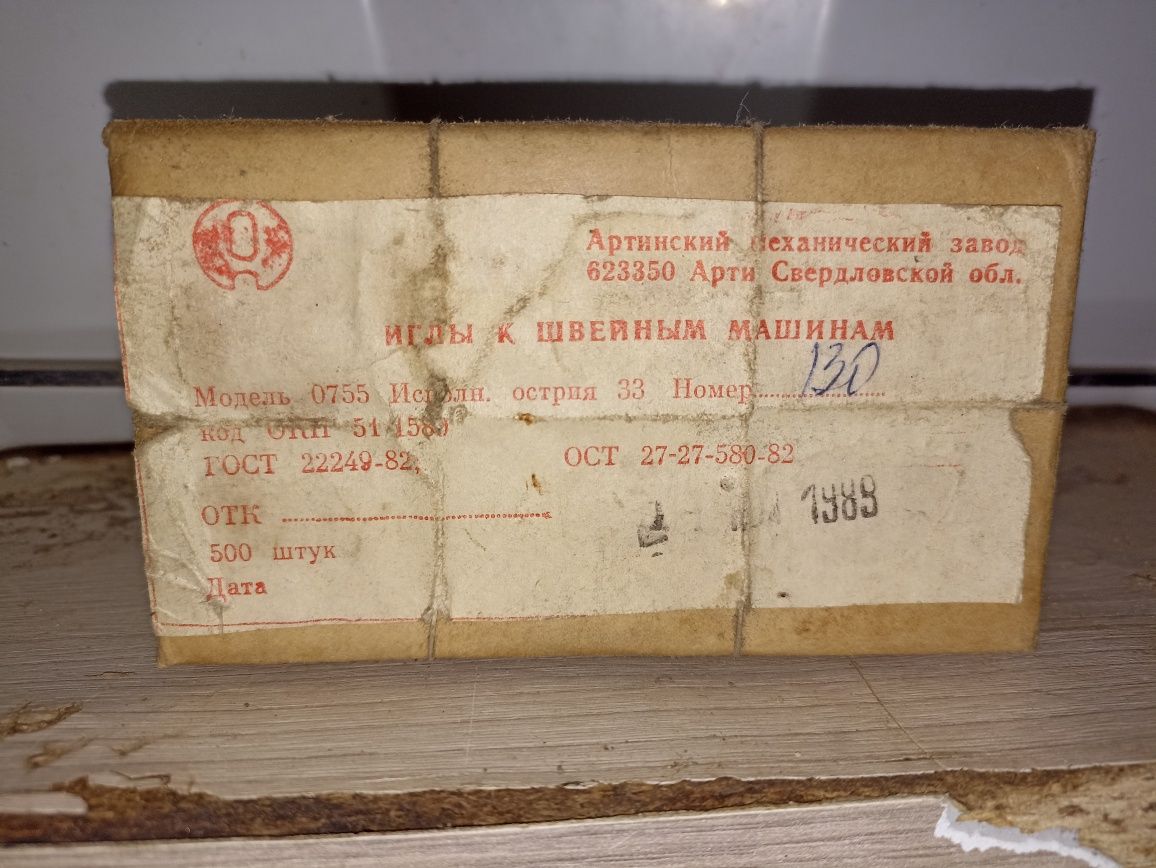 Артинский механический завод
623350 Арти Свердловской обл.
ИГЛЫ К ШВЕЙНЫМ МАШИНАМ
Модель 0755 Исполн. острия 33 Номер 130
код ОКП 51 1589
ГОСТ 22249-82, ОСТ 27-27-580-82
ОТК
1989
500 штук
Дата